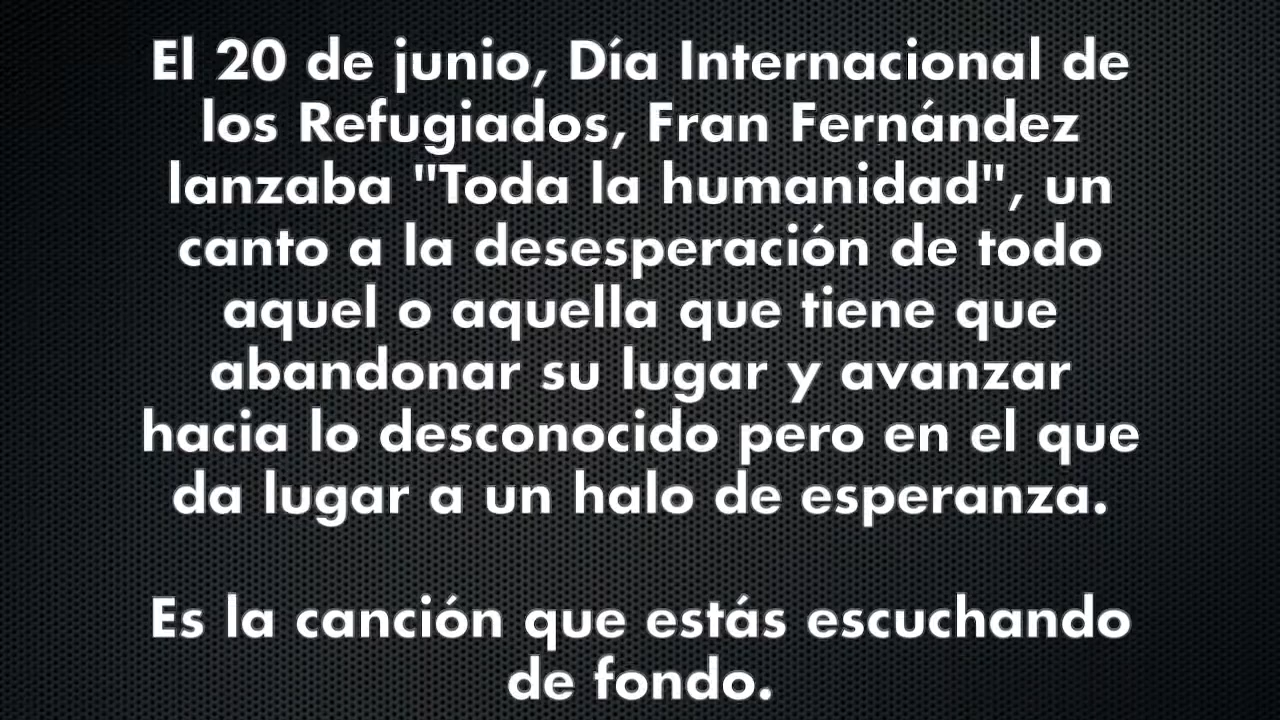 El 20 de junio, Día Internacional de
los Refugiados, Fran Fernández
lanzaba "Toda la humanidad", un
canto a la desesperación de todo
aquel o aquella que tiene que
abandonar su lugar y avanzar
hacia lo desconocido pero en el que
da lugar a un halo de esperanza.
Es la canción que estás escuchando
de fondo.